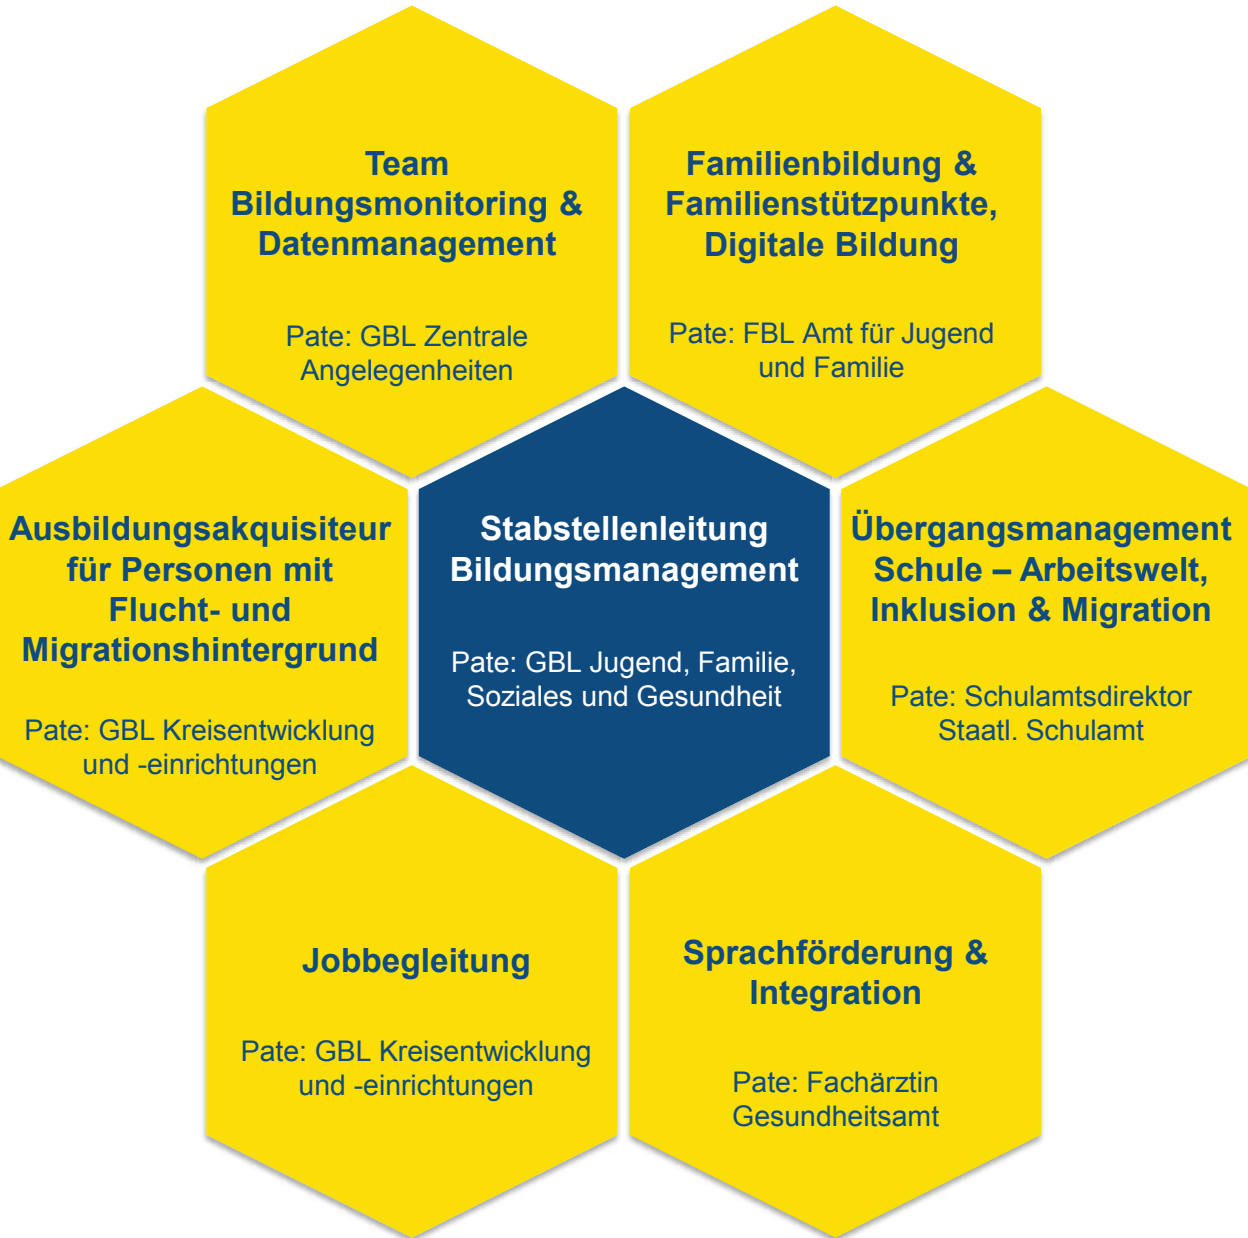 Team
Bildungsmonitoring &
Datenmanagement
Pate: GBL Zentrale
Angelegenheiten
Familienbildung &
Familienstützpunkte,
Digitale Bildung
Pate: FBL Amt für Jugend
und Familie
Ausbildungsakquisiteur
für Personen mit
Flucht- und
Migrationshintergrund
Pate: GBL Kreisentwicklung
und -einrichtungen
Stabstellenleitung
Bildungsmanagement
Pate: GBL Jugend, Familie,
Soziales und Gesundheit
Übergangsmanagement
Schule – Arbeitswelt,
Inklusion & Migration
Pate: Schulamtsdirektor
Staatl. Schulamt
Jobbegleitung
Pate: GBL Kreisentwicklung
und -einrichtungen
Sprachförderung &
Integration
Pate: Fachärztin
Gesundheitsamt